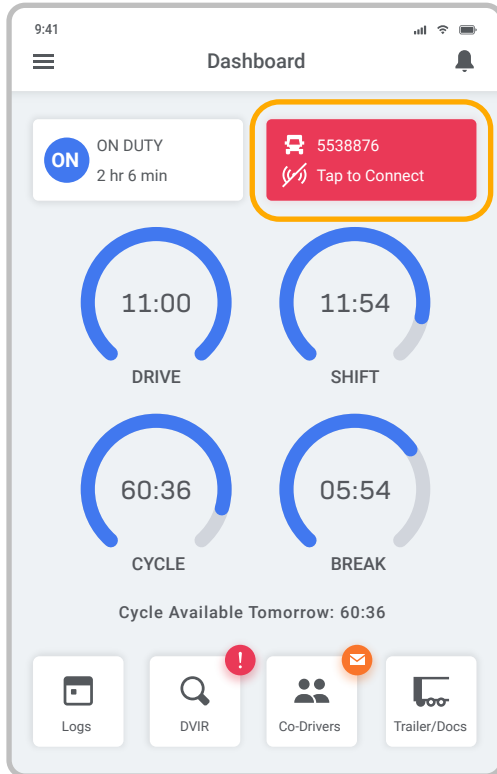 9:41
Dashboard
ON
ON DUTY
2 hr 6 min
5538876
Tap to Connect
11:00
DRIVE
11:54
SHIFT
60:36
CYCLE
05:54
BREAK
Cycle Available Tomorrow: 60:36
!
Logs
DVIR
Co-Drivers
Trailer/Docs